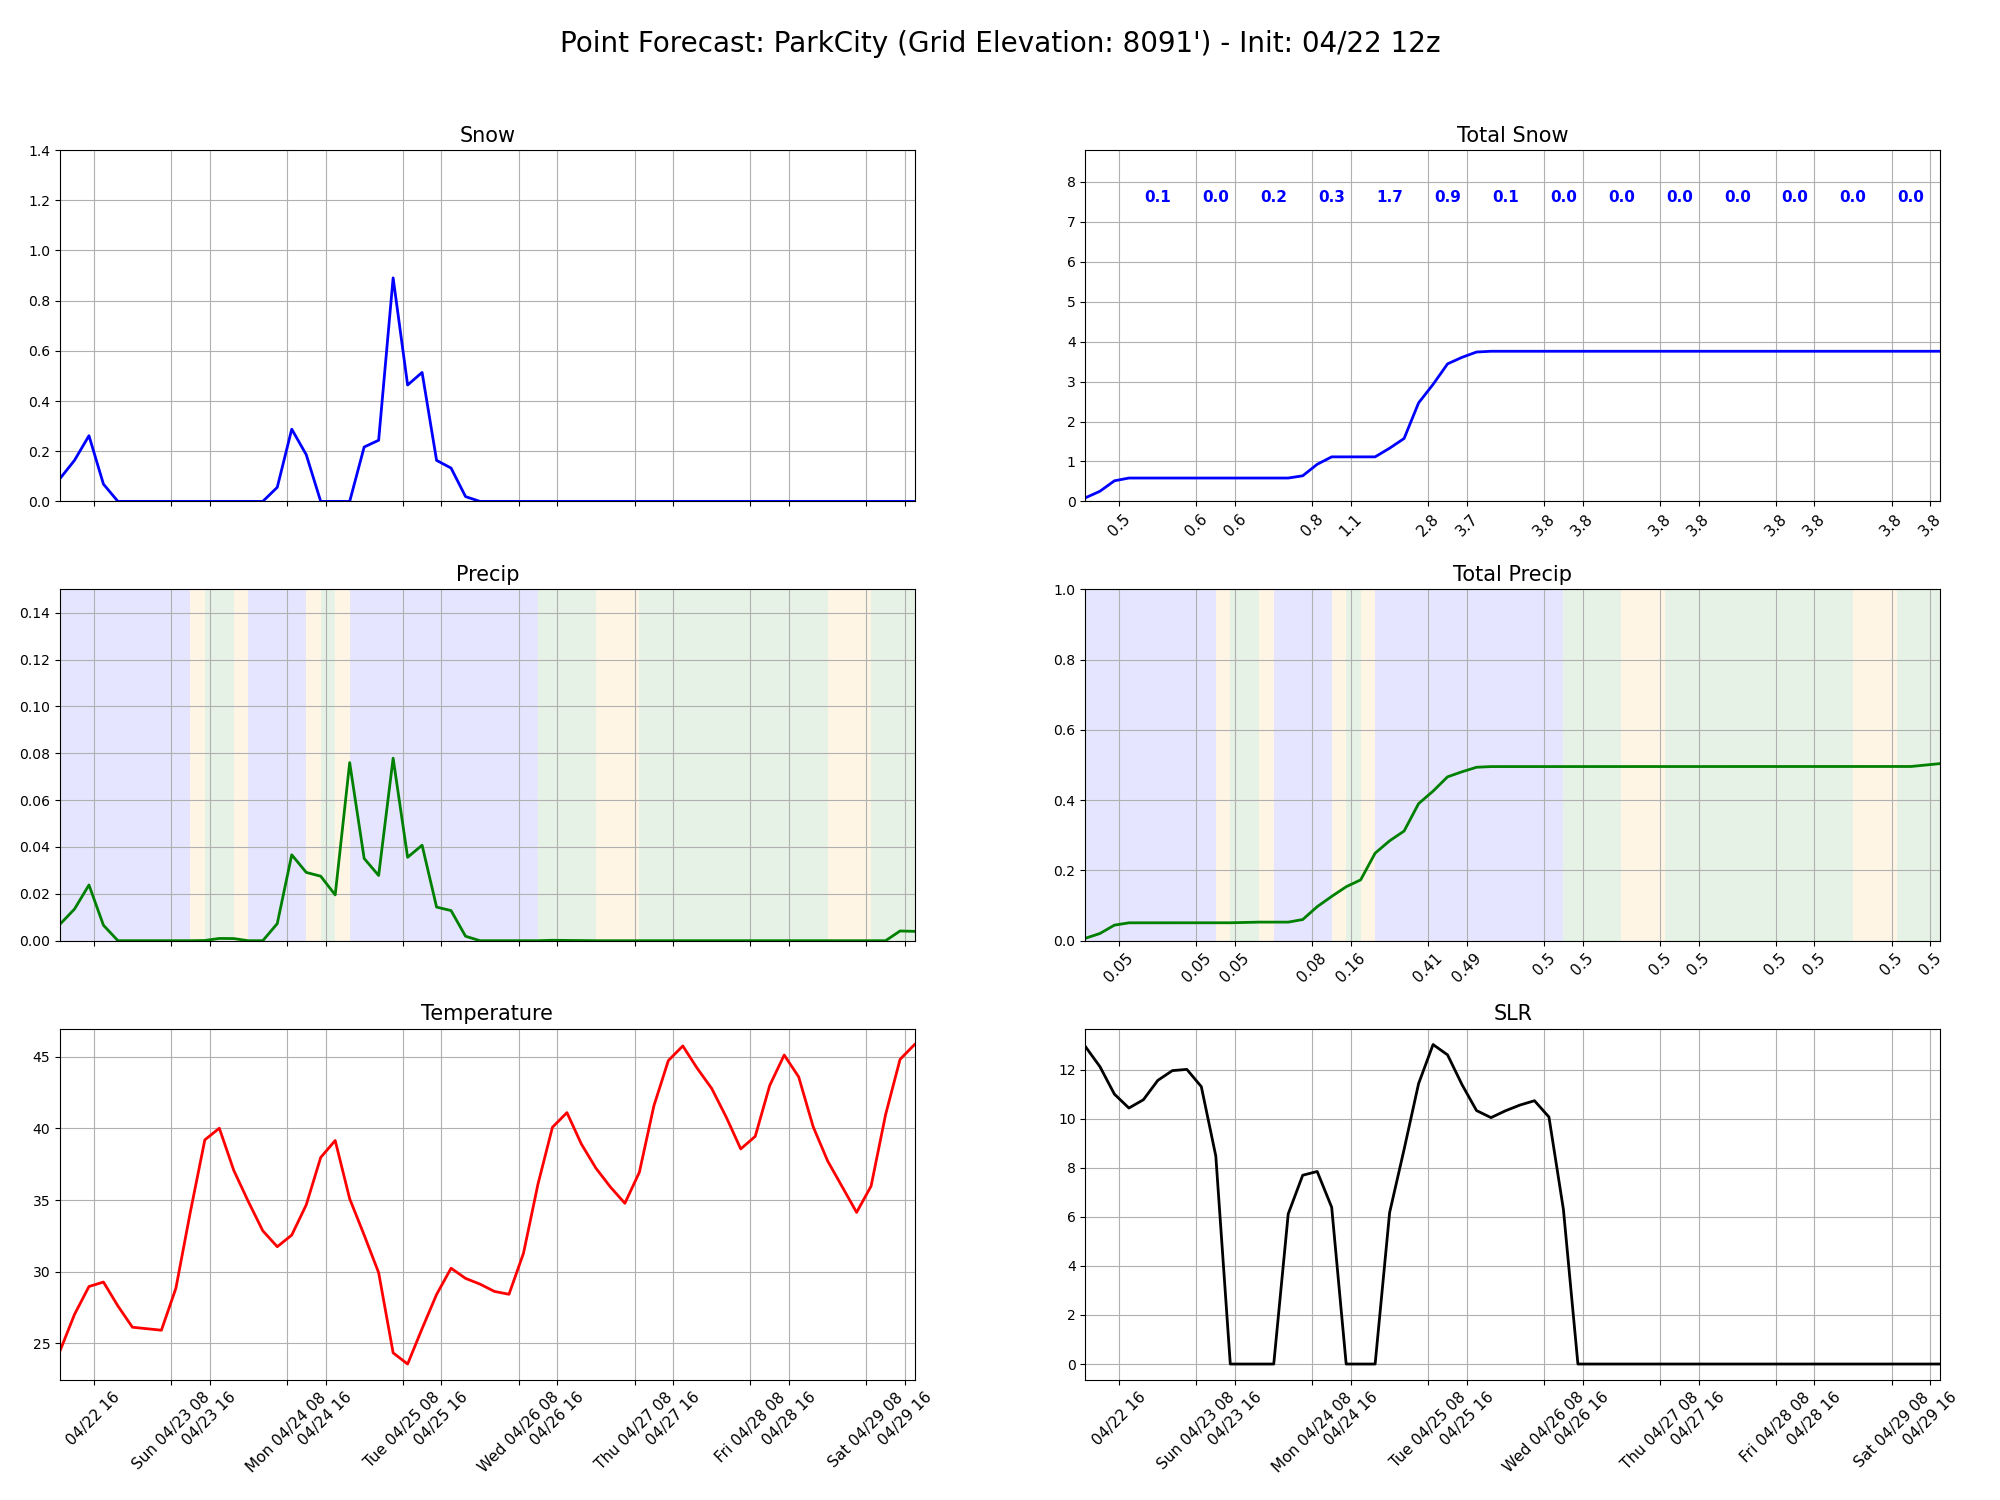 Point Forecast: ParkCity (Grid Elevation: 8091') - Init: 04/22 12z
Snow
1.4
1.2
1.0
0.8
0.6
0.4
0.2
0.0
Total Snow
8
7
6
5
4
3
2
1
0
0.1 0.0 0.2 0.3 1.7 0.9 0.1 0.0 0.0 0.0 0.0 0.0 0.0 0.0
0.5 0.6 0.6 0.8 1.1 2.8 3.7 3.8 3.8 3.8 3.8 3.8 3.8 3.8 3.8
Precip
0.14
0.12
0.10
0.08
0.06
0.04
0.02
0.00
Total Precip
1.0
0.8
0.6
0.4
0.2
0.0
0.05 0.05 0.05 0.08 0.16 0.41 0.49 0.5 0.5 0.5 0.5 0.5 0.5 0.5 0.5
Temperature
45
40
35
30
25
04/22 16
Sun 04/23 08
04/23 16
Mon 04/24 08
04/24 16
Tue 04/25 08
04/25 16
Wed 04/26 08
04/26 16
Thu 04/27 08
04/27 16
Fri 04/28 08
04/28 16
Sat 04/29 08
04/29 16
SLR
12
10
8
6
4
2
0
04/22 16
Sun 04/23 08
04/23 16
Mon 04/24 08
04/24 16
Tue 04/25 08
04/25 16
Wed 04/26 08
04/26 16
Thu 04/27 08
04/27 16
Fri 04/28 08
04/28 16
Sat 04/29 08
04/29 16